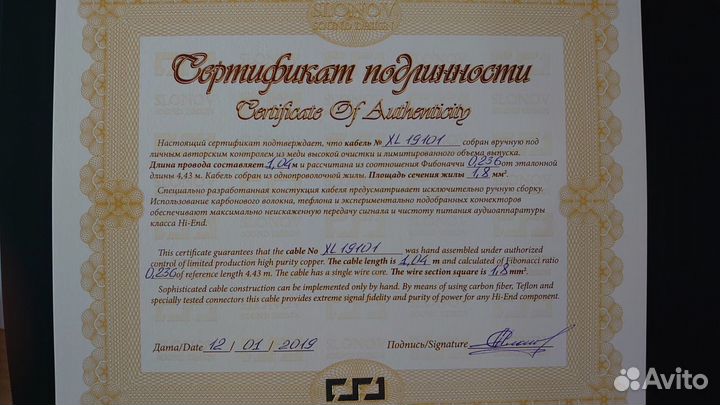 SLONOV
SOUND DESIGN
Сертификат подлинности
Certificate Of Authenticity
Настоящий сертификат подтверждает, что кабель № XL 19101 собран вручную под
личным авторским контролем из меди высокой очистки и лимитированного объема выпуска.
Длина провода составляет 1,04 м и рассчитана из соотношения Фибоначчи 0,236 от эталонной
длины 4,43 м. Кабель собран из однопроволочной жилы. Площадь сечения жилы 1,8 мм².
Специально разработанная констукция кабеля предусматривает исключительно ручную сборку.
Использование карбонового волокна, тефлона и экспериментально подобранных коннекторов
обеспечивают максимально неискаженную передачу сигнала и чистоту питания аудиоаппаратуры
класса Hi-End.
This certificate guarantees that the cable No XL 19101 was hand assembled under authorized
control of limited production high purity copper. The cable length is 1,04 m and calculated of Fibonacci ratio
0,236 of reference length 4.43 m. The cable has a single wire core. The wire section square is 1,8 mm².
Sophisticated cable construction can be implemented only by hand. By means of using carbon fiber, Teflon and
specially tested connectors this cable provides extreme signal fidelity and purity of power for any Hi-End component.
Дата/Date 12 / 01 / 2019 Подпись/Signature
Avito